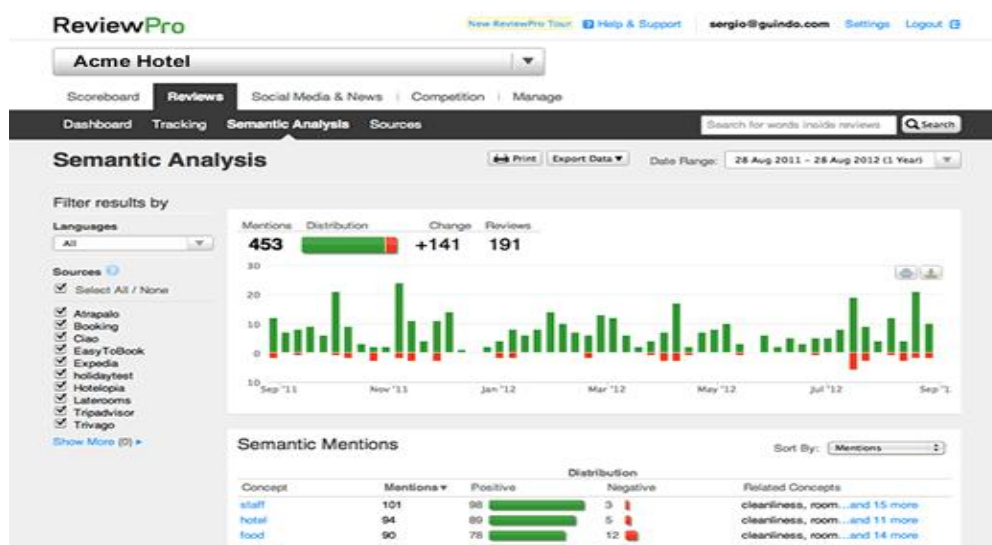 ReviewPro
New ReviewPro Tour ? Help & Support sergio@guindo.com Settings Logout
Acme Hotel
Scoreboard Reviews Social Media & News Competition Manage
Dashboard Tracking Semantic Analysis Sources Search for words inside reviews Search
Semantic Analysis Print Export Data Date Range: 28 Aug 2011 - 28 Aug 2012 (1 Year)
Filter results by
Languages
All
Sources
Select All / None
Atrapalo
Booking
Ciao
EasyToBook
Expedia
holidaytest
Hotelopia
Laterooms
Tripadvisor
Trivago
Show More (0)
Mentions Distribution Change Reviews
453 +141 191
30
20
10
0
10
Sep '11 Nov '11 Jan '12 Mar '12 May '12 Jul '12 Sep '1
Semantic Mentions Sort By: Mentions
Distribution
Concept Mentions Positive Negative Related Concepts
staff 101 98 3 cleanliness, room...and 15 more
hotel 94 89 5 cleanliness, room...and 11 more
food 90 78 12 cleanliness, room...and 14 more